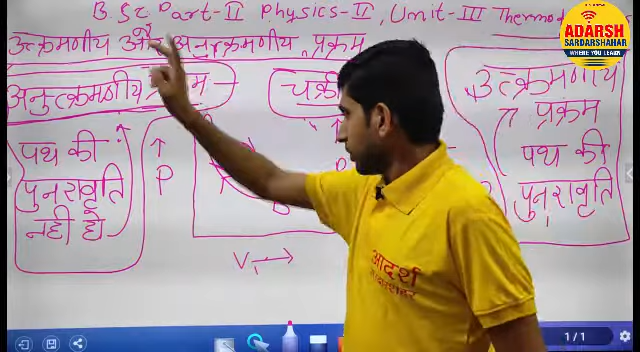 B.Sc Part-II Physics-II, Unit-III Thermo
उत्क्रमणीय और अनुत्क्रमणीय प्रक्रम
अनुत्क्रमणीय
पथ की
पुनरावृति
नही हो
P
V
उत्क्रमणीय
प्रक्रम
पथ की
पुनरावृति
ADARSH
SARDARSHAHAR
WHERE YOU LEARN
आदर्श
1/1